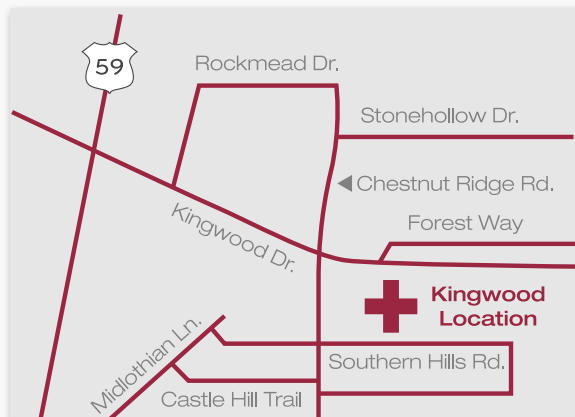 59
Rockmead Dr.
Stonehollow Dr.
Chestnut Ridge Rd.
Forest Way
Kingwood Dr.
Kingwood
Location
Midlothian Ln.
Southern Hills Rd.
Castle Hill Trail